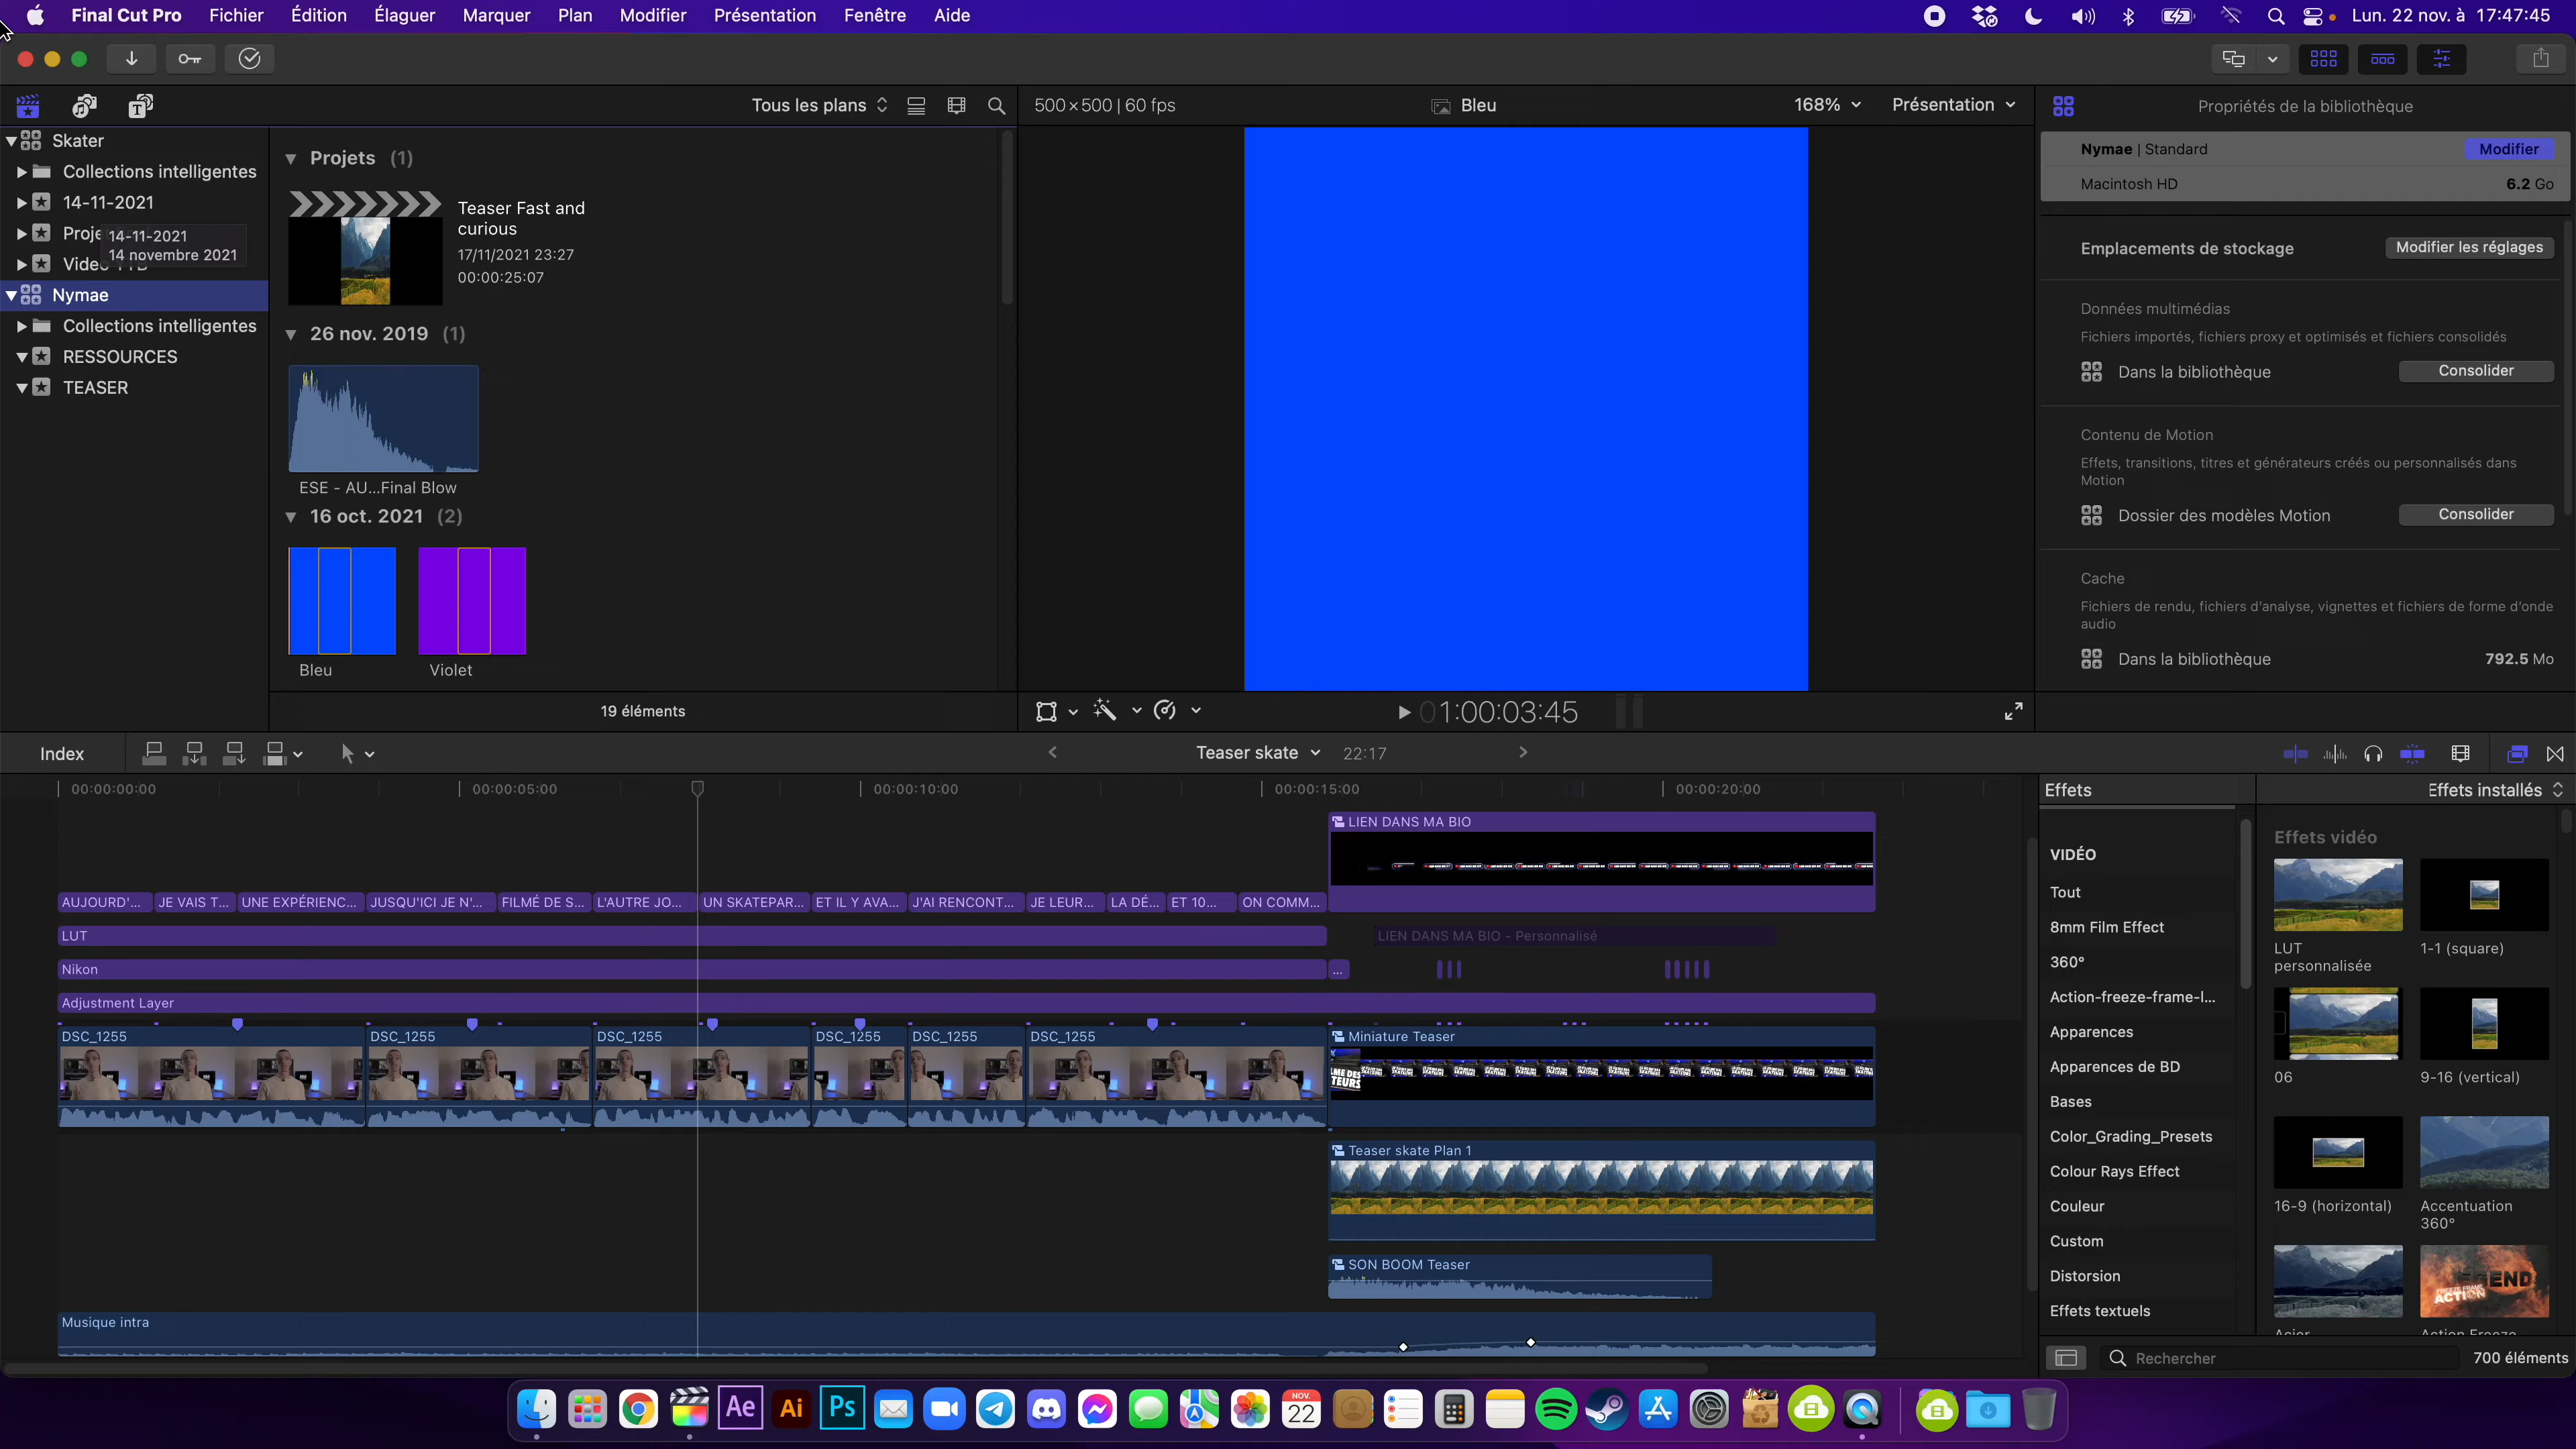 Final Cut Pro Fichier Édition Élaguer Marquer Plan Modifier Présentation Fenêtre Aide
Lun. 22 nov. à 17:47:45
Tous les plans
500×500 | 60 fps
Bleu
168%
Présentation
Propriétés de la bibliothèque
Skater
Collections intelligentes
14-11-2021
Proje
14-11-2021
14 novembre 2021
Nymae
Collections intelligentes
RESSOURCES
TEASER
Projets (1)
Teaser Fast and
curious
17/11/2021 23:27
00:00:25:07
26 nov. 2019 (1)
ESE - AU...Final Blow
16 oct. 2021 (2)
Bleu
Violet
19 éléments
01:00:03:45
Nymae | Standard
Modifier
Macintosh HD
6.2 Go
Emplacements de stockage
Modifier les réglages
Données multimédias
Fichiers importés, fichiers proxy et optimisés et fichiers consolidés
Dans la bibliothèque
Consolider
Contenu de Motion
Effets, transitions, titres et générateurs créés ou personnalisés dans
Motion
Dossier des modèles Motion
Consolider
Cache
Fichiers de rendu, fichiers d'analyse, vignettes et fichiers de forme d'onde
audio
Dans la bibliothèque
792.5 Mo
Index
Teaser skate
22:17
00:00:00:00
00:00:05:00
00:00:10:00
00:00:15:00
00:00:20:00
LIEN DANS MA BIO
AUJOURD'...
JE VAIS T...
UNE EXPÉRIENC...
JUSQU'ICI JE N'...
FILMÉ DE S...
L'AUTRE JO...
UN SKATEPAR...
ET IL Y AVA...
J'AI RENCONT...
JE LEUR...
LA DÉ...
ET 10...
ON COMM...
LUT
LIEN DANS MA BIO - Personnalisé
Nikon
...
Adjustment Layer
DSC_1255
DSC_1255
DSC_1255
DSC_1255
DSC_1255
DSC_1255
Miniature Teaser
Teaser skate Plan 1
SON BOOM Teaser
Musique intra
Effets
Effets installés
VIDÉO
Tout
8mm Film Effect
360°
Action-freeze-frame-l...
Apparences
Apparences de BD
Bases
Color_Grading_Presets
Colour Rays Effect
Couleur
Custom
Distorsion
Effets textuels
Effets vidéo
LUT
personnalisée
1-1 (square)
06
9-16 (vertical)
16-9 (horizontal)
Accentuation
360°
FREEZE FRAME
ACTION
Acier
Action Freeze
Rechercher
700 éléments
Ae
Ai
Ps
NOV.
22